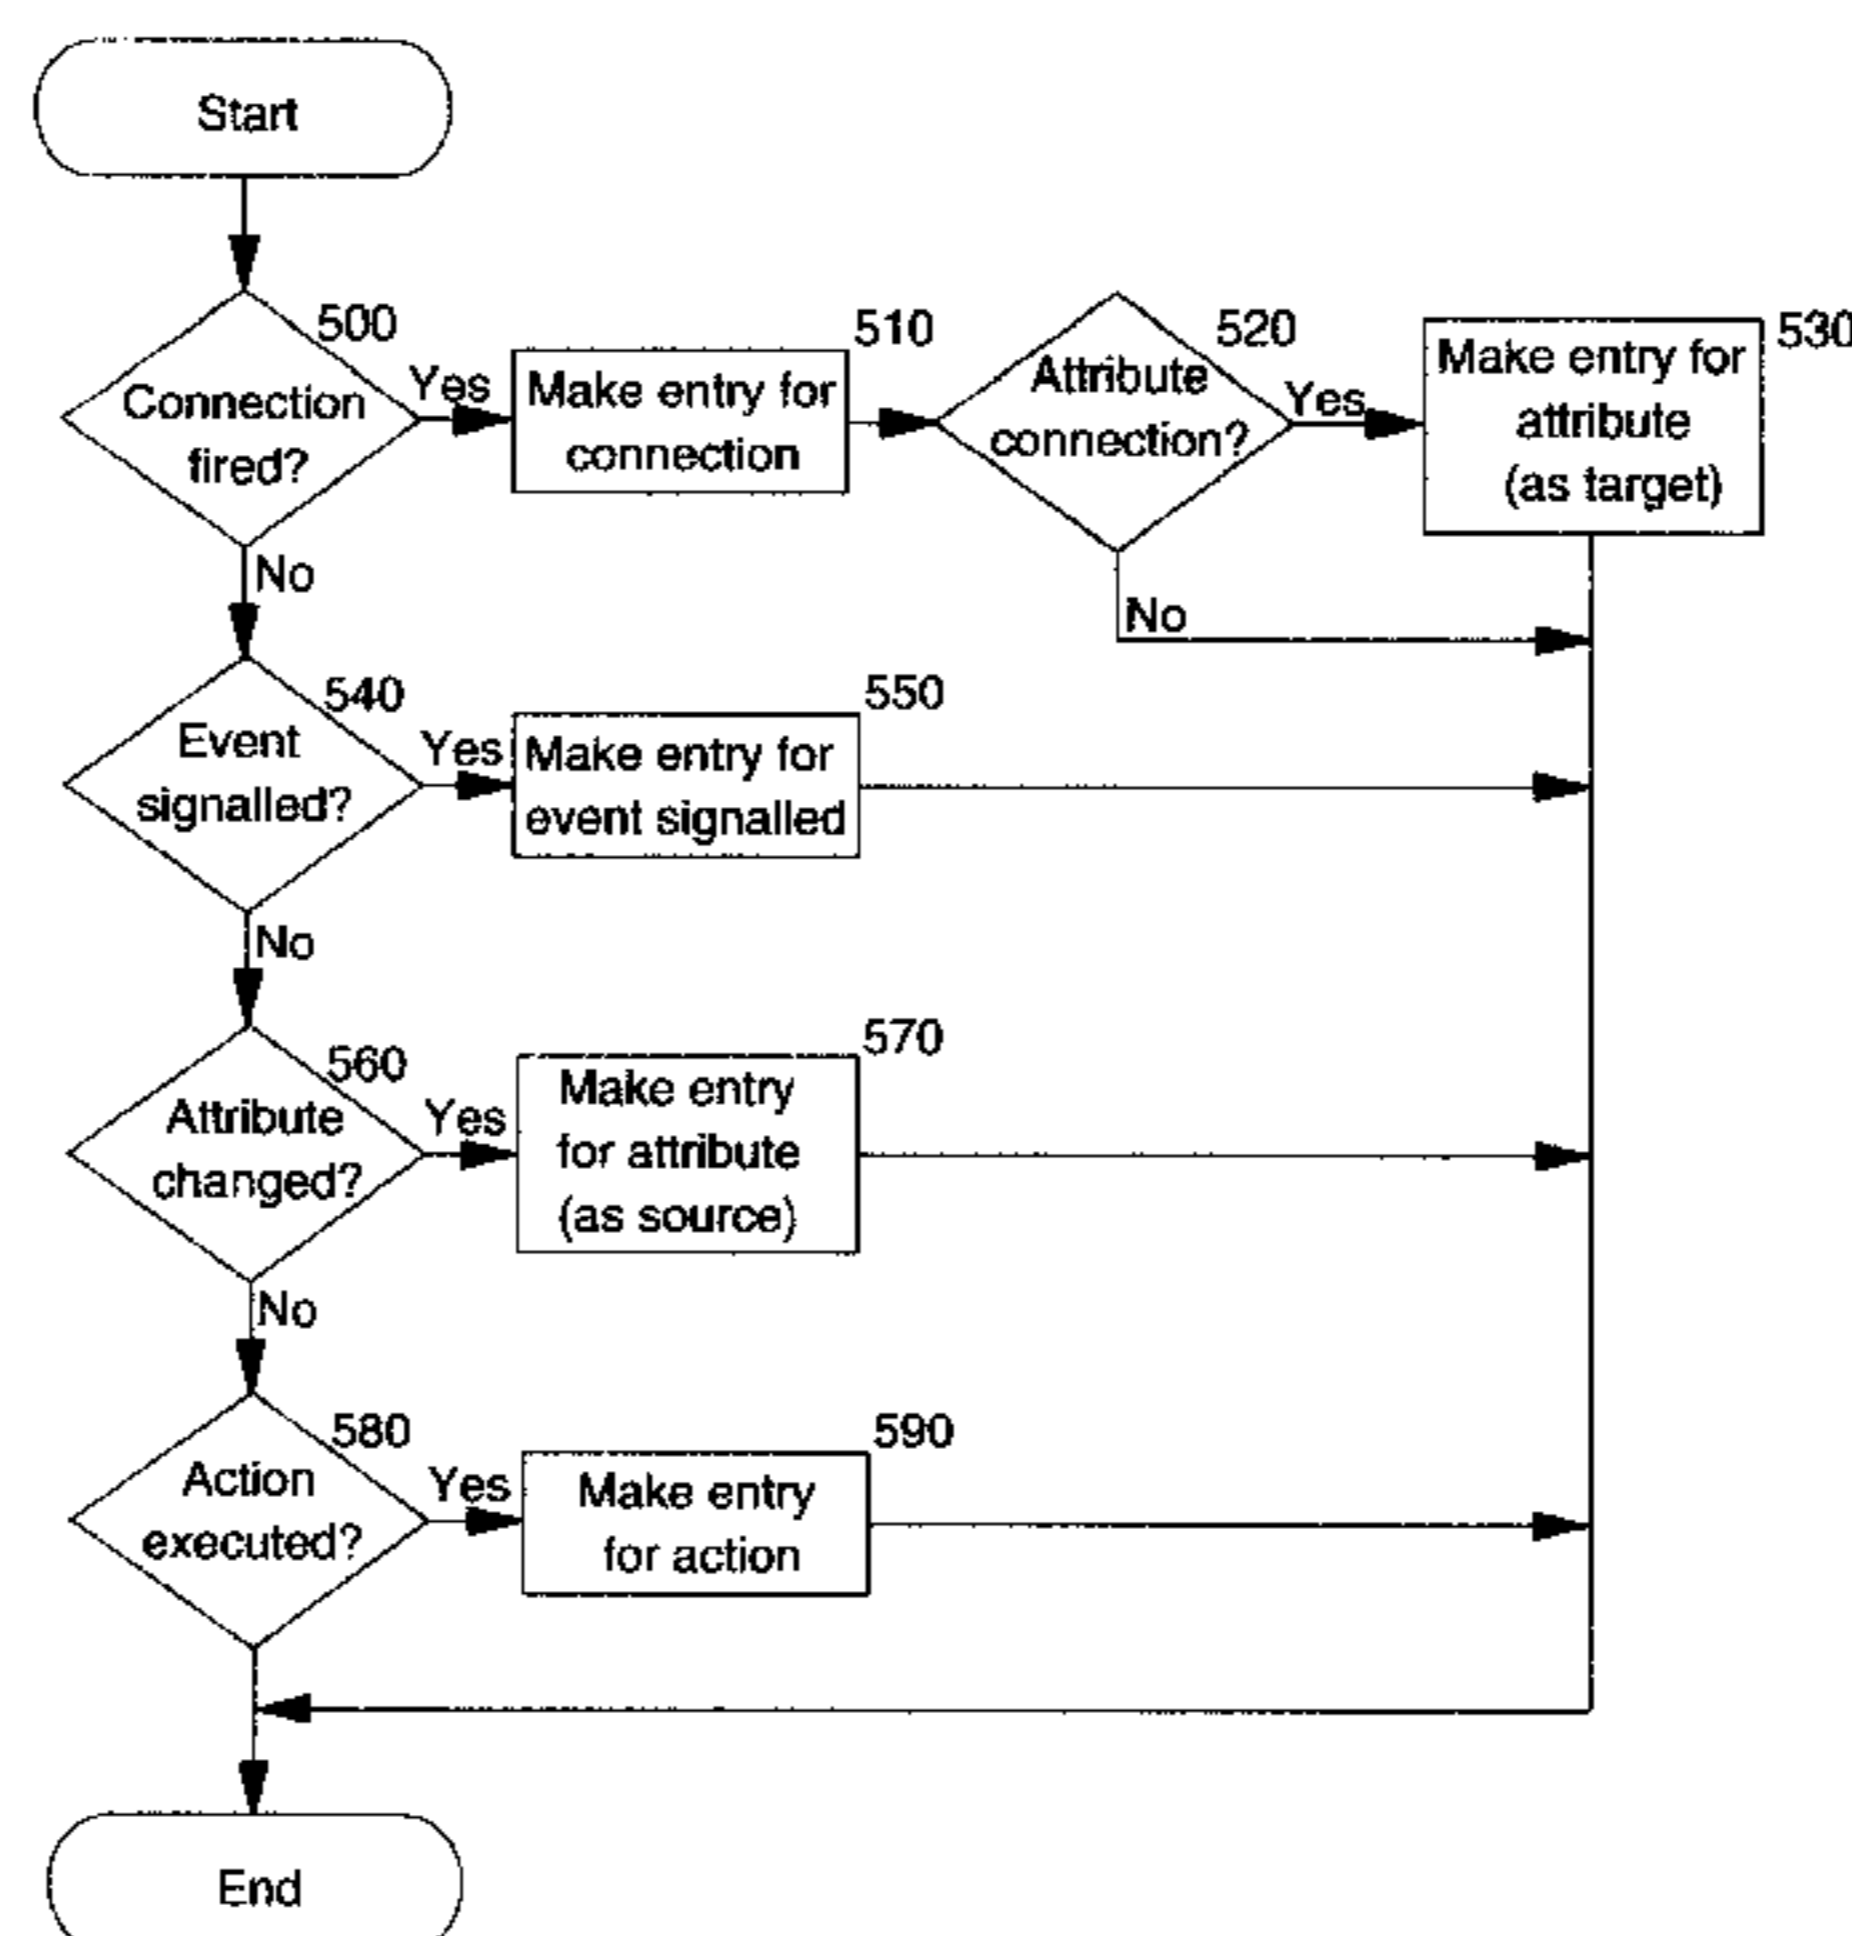 Start
500
Connection
fired?
Yes
510
Make entry for
connection
520
Attribute
connection?
Yes
530
Make entry for
attribute
(as target)
No
No
540
Event
signalled?
Yes
550
Make entry for
event signalled
No
560
Attribute
changed?
Yes
570
Make entry
for attribute
(as source)
No
580
Action
executed?
Yes
590
Make entry
for action
End